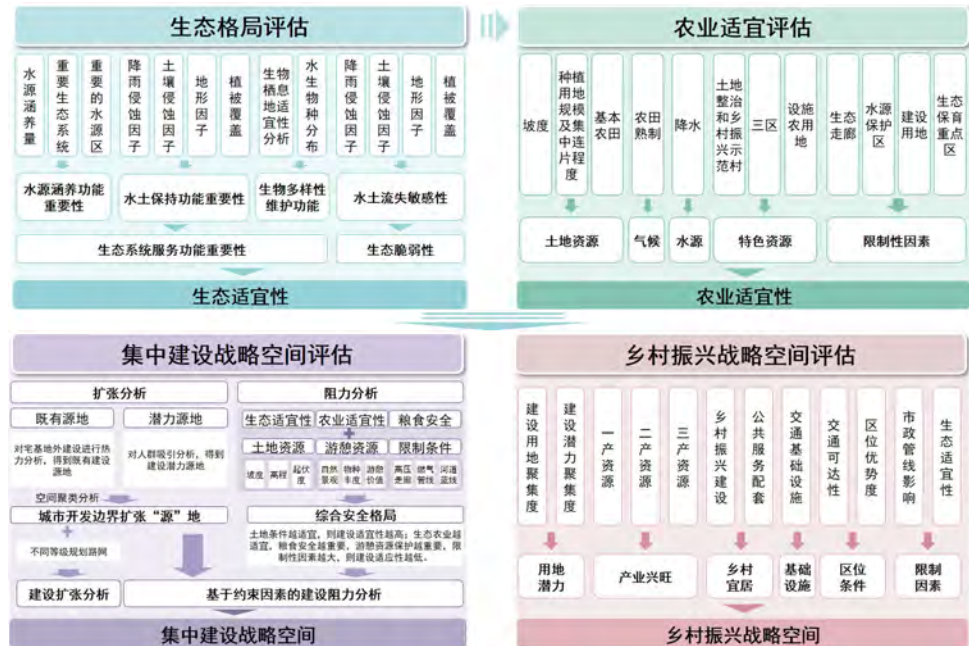 生态格局评估
水源涵养量
重要生态系统
重要的水源区
降雨侵蚀因子
土壤侵蚀因子
地形因子
植被覆盖
生物栖息地适宜性分析
水生物种分布
降雨侵蚀因子
土壤侵蚀因子
地形因子
植被覆盖
水源涵养功能
重要性
水土保持功能重要性
生物多样性
维护功能
水土流失敏感性
生态系统服务功能重要性
生态脆弱性
生态适宜性
农业适宜评估
坡度
种植用地规模及集中连片程度
基本农田
农田熟制
降水
土地整治和乡村振兴示范村
三区
设施农用地
生态走廊
水源保护区
建设用地
生态保育重点区
土地资源
气候
水源
特色资源
限制性因素
农业适宜性
集中建设战略空间评估
扩张分析
既有源地
潜力源地
对宅基地外建设进行热
力分析，得到既有建设
源地
对人群吸引分析，得到
建设潜力源地
空间聚类分析
城市开发边界扩张“源”地
+
不同等级规划路网
建设扩张分析
阻力分析
生态适宜性
农业适宜性
粮食安全
+
土地资源
游憩资源
限制条件
坡度
高程
起伏度
自然景观
物种丰度
游憩价值
高压走廊
燃气管线
河道蓝线
综合安全格局
土地条件越适宜，则建设适宜性越高；生态农业越
适宜，粮食安全越重要，游憩资源保护越重要，限
制性因素越大，则建设适应性越低。
基于约束因素的建设阻力分析
集中建设战略空间
乡村振兴战略空间评估
建设用地聚集度
建设潜力聚集度
一产资源
二产资源
三产资源
乡村振兴建设
公共服务配套
交通基础设施
交通可达性
区位优势度
市政管线影响
生态适宜性
用地
潜力
产业兴旺
乡村
宜居
基础
设施
区位
条件
限制
因素
乡村振兴战略空间